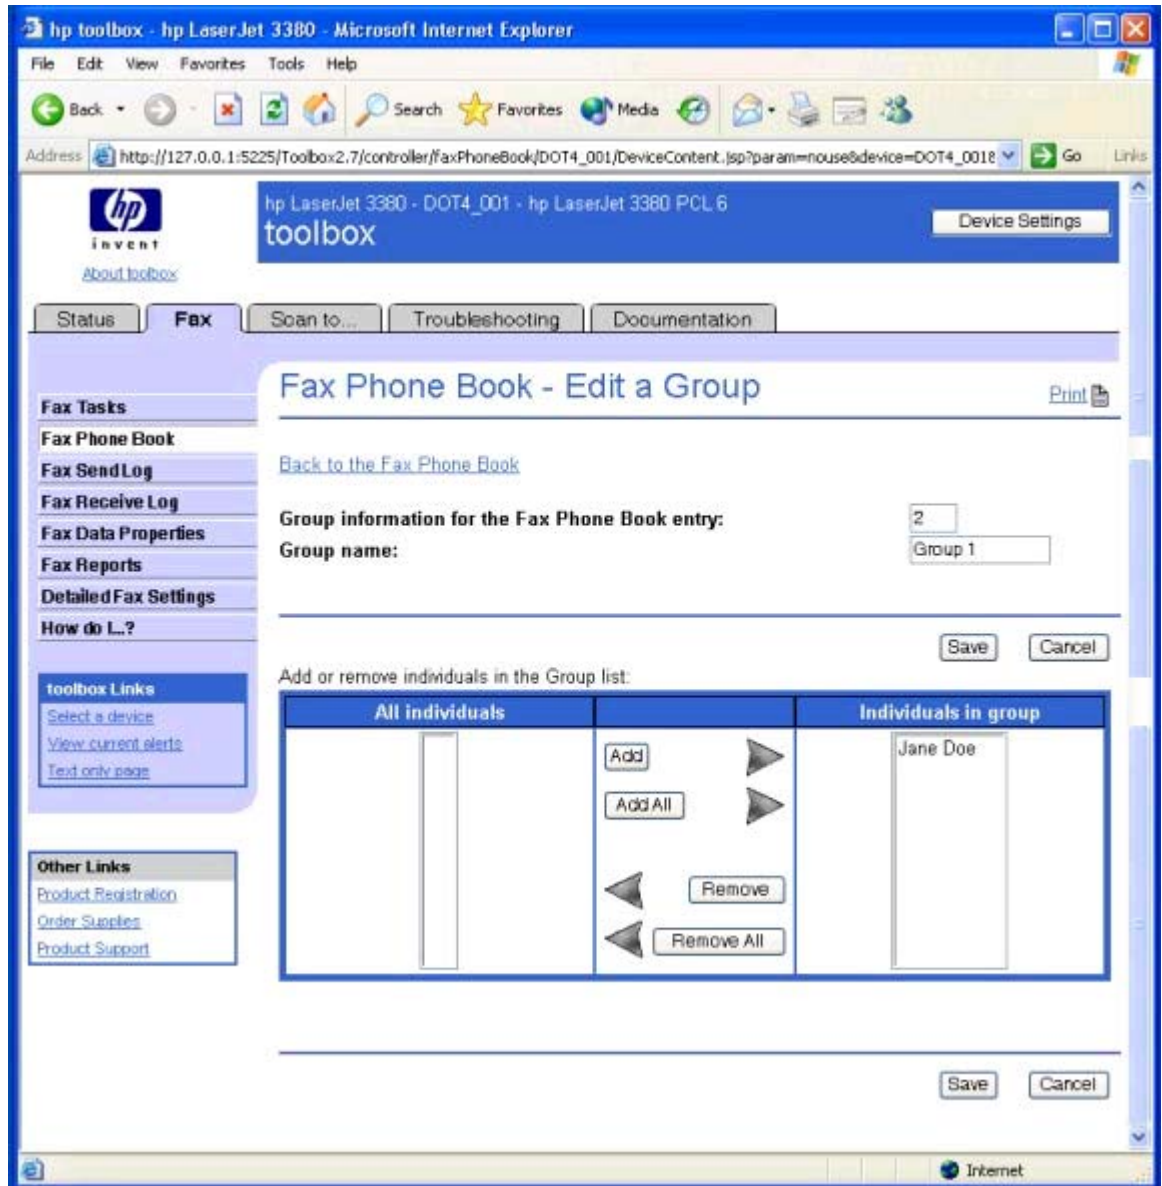 hp toolbox - hp LaserJet 3380 - Microsoft Internet Explorer
File Edit View Favorites Tools Help
Back Search Favorites Media
Address http://127.0.0.1:5225/Toolbox2.7/controller/faxPhoneBook/DOT4_001/DeviceContent.jsp?param=nouse&device=DOT4_0018 Go Links
hp
invent
About toolbox
hp LaserJet 3380 - DOT4_001 - hp LaserJet 3380 PCL 6
toolbox
Device Settings
Status Fax Scan to... Troubleshooting Documentation
Fax Tasks
Fax Phone Book
Fax Send Log
Fax Receive Log
Fax Data Properties
Fax Reports
Detailed Fax Settings
How do I...?
toolbox Links
Select a device
View current alerts
Text only page
Other Links
Product Registration
Order Supplies
Product Support
Fax Phone Book - Edit a Group
Print
Back to the Fax Phone Book
Group information for the Fax Phone Book entry: 2
Group name: Group 1
Save Cancel
Add or remove individuals in the Group list:
All individuals Individuals in group
Add Jane Doe
Add All
Remove
Remove All
Save Cancel
Internet